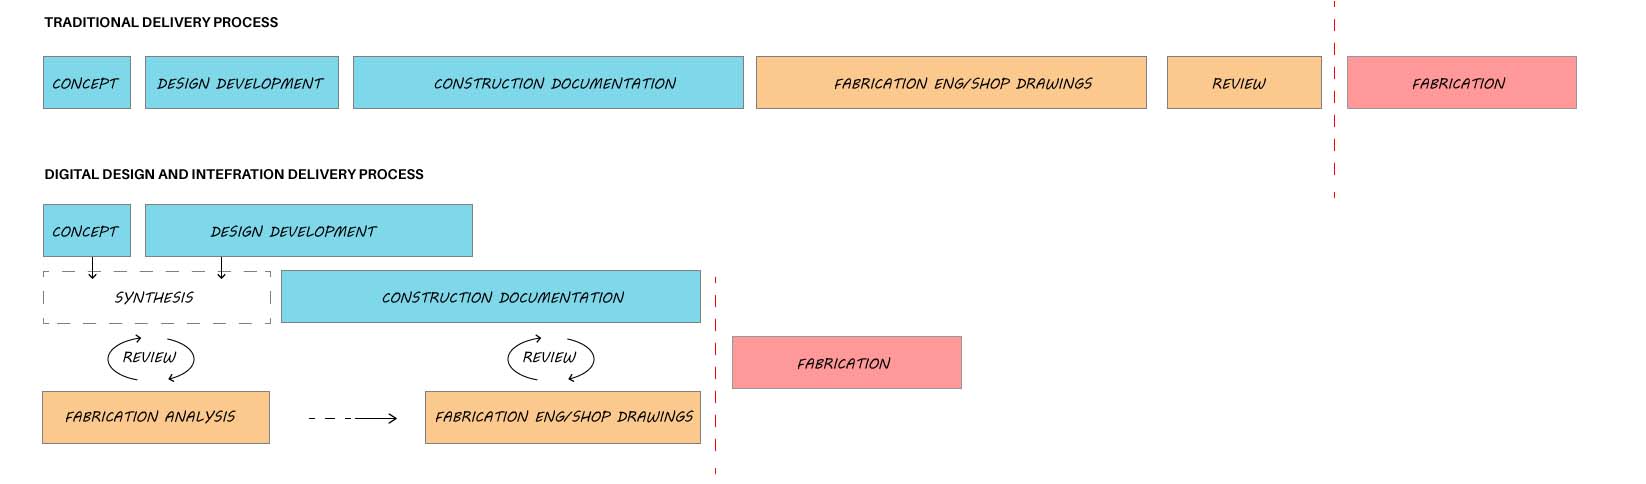 TRADITIONAL DELIVERY PROCESS
CONCEPT
DESIGN DEVELOPMENT
CONSTRUCTION DOCUMENTATION
FABRICATION ENG/SHOP DRAWINGS
REVIEW
FABRICATION
DIGITAL DESIGN AND INTEFRATION DELIVERY PROCESS
CONCEPT
DESIGN DEVELOPMENT
SYNTHESIS
CONSTRUCTION DOCUMENTATION
REVIEW
REVIEW
FABRICATION
FABRICATION ANALYSIS
FABRICATION ENG/SHOP DRAWINGS